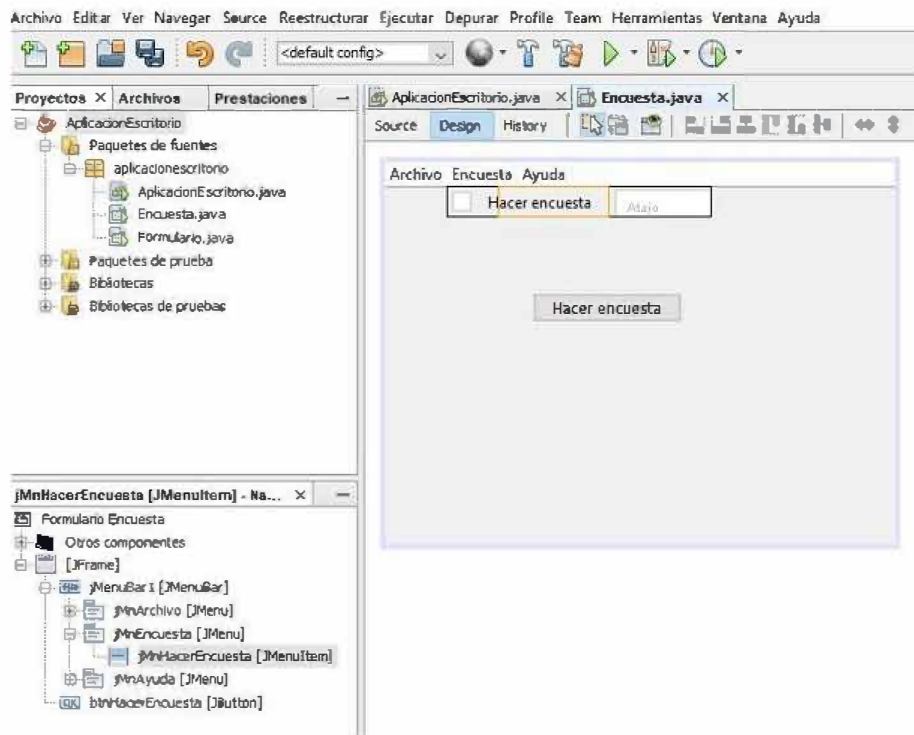 Archivo Editar Ver Navegar Source Reestructurar Ejecutar Depurar Profile Team Herramientas Ventana Ayuda
<default config>
Proyectos × Archivos Prestaciones
AplicacionEscritorio
Paquetes de fuentes
aplicacionescritorio
AplicacionEscritorio.java
Encuesta.java
Formulario.java
Paquetes de prueba
Bibliotecas
Bibliotecas de pruebas
AplicacionEscritorio.java × Encuesta.java ×
Source Design History
Archivo Encuesta Ayuda
Hacer encuesta Atajo
Hacer encuesta
jMnHacerEncuesta [JMenuItem] - Na... ×
Formulario Encuesta
Otros componentes
[JFrame]
jMenuBar1 [JMenuBar]
jMnArchivo [JMenu]
jMnEncuesta [JMenu]
jMnHacerEncuesta [JMenuItem]
jMnAyuda [JMenu]
OK btnHacerEncuesta [JButton]